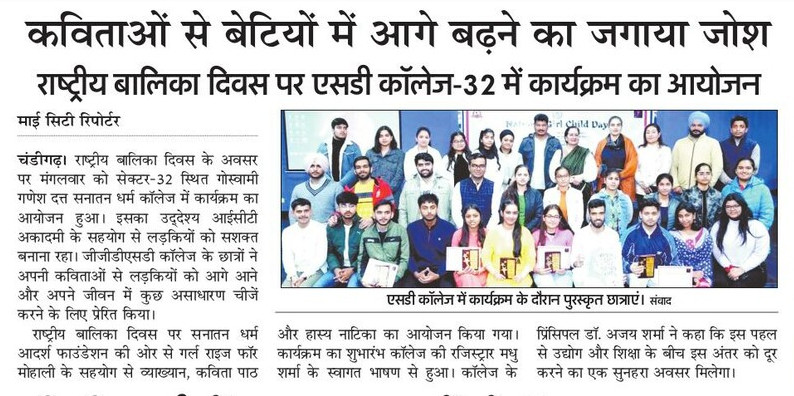 कविताओं से बेटियों में आगे बढ़ने का जगाया जोश
राष्ट्रीय बालिका दिवस पर एसडी कॉलेज-32 में कार्यक्रम का आयोजन
माई सिटी रिपोर्टर
चंडीगढ़। राष्ट्रीय बालिका दिवस के अवसर
पर मंगलवार को सेक्टर-32 स्थित गोस्वामी
गणेश दत्त सनातन धर्म कॉलेज में कार्यक्रम का
आयोजन हुआ। इसका उद्देश्य आईसीटी
अकादमी के सहयोग से लड़कियों को सशक्त
बनाना रहा। जीजीडीएसडी कॉलेज के छात्रों ने
अपनी कविताओं से लड़कियों को आगे आने
और अपने जीवन में कुछ असाधारण चीजें
करने के लिए प्रेरित किया।
राष्ट्रीय बालिका दिवस पर सनातन धर्म
आदर्श फाउंडेशन की ओर से गर्ल राइज फॉर
मोहाली के सहयोग से व्याख्यान, कविता पाठ
Girl Child Day
एसडी कॉलेज में कार्यक्रम के दौरान पुरस्कृत छात्राएं। संवाद
और हास्य नाटिका का आयोजन किया गया।
कार्यक्रम का शुभारंभ कॉलेज की रजिस्ट्रार मधु
शर्मा के स्वागत भाषण से हुआ। कॉलेज के
प्रिंसिपल डॉ. अजय शर्मा ने कहा कि इस पहल
से उद्योग और शिक्षा के बीच इस अंतर को दूर
करने का एक सुनहरा अवसर मिलेगा।